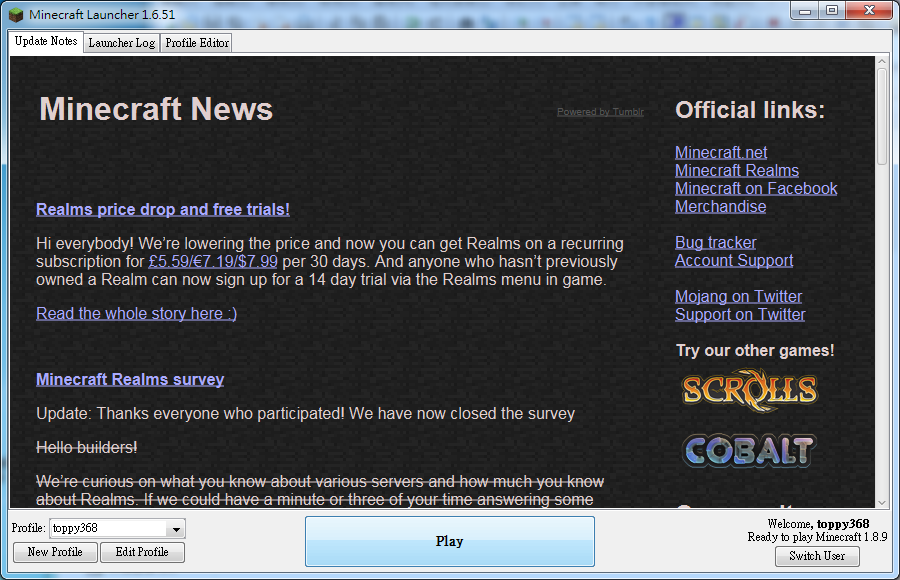 Minecraft Launcher 1.6.51
Update Notes Launcher Log Profile Editor
Minecraft News
Powered by Tumblr
Realms price drop and free trials!
Hi everybody! We’re lowering the price and now you can get Realms on a recurring
subscription for £5.59/€7.19/$7.99 per 30 days. And anyone who hasn’t previously
owned a Realm can now sign up for a 14 day trial via the Realms menu in game.
Read the whole story here :)
Minecraft Realms survey
Update: Thanks everyone who participated! We have now closed the survey
Hello builders!
We’re curious on what you know about various servers and how much you know
about Realms. If we could have a minute or three of your time answering some
Official links:
Minecraft.net
Minecraft Realms
Minecraft on Facebook
Merchandise
Bug tracker
Account Support
Mojang on Twitter
Support on Twitter
Try our other games!
SCROLLS
COBALT
Profile: toppy368
New Profile Edit Profile
Play
Welcome, toppy368
Ready to play Minecraft 1.8.9
Switch User